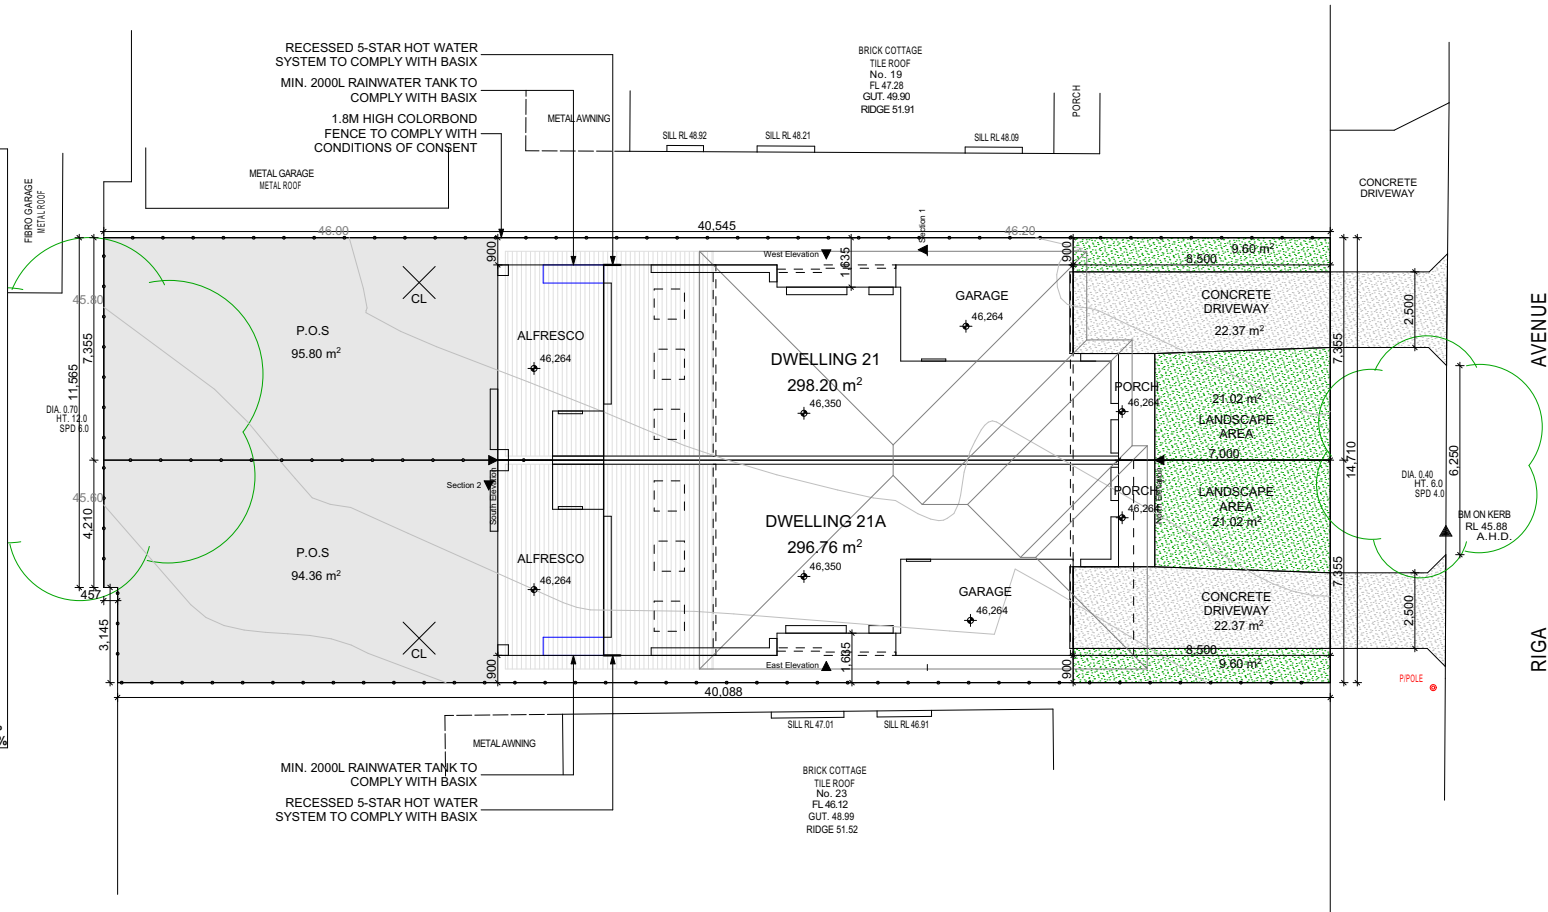 RECESSED 5-STAR HOT WATER
SYSTEM TO COMPLY WITH BASIX
MIN. 2000L RAINWATER TANK TO
COMPLY WITH BASIX
1.8M HIGH COLORBOND
FENCE TO COMPLY WITH
CONDITIONS OF CONSENT
METAL AWNING
BRICK COTTAGE
TILE ROOF
No. 19
FL 47.28
GUT. 49.90
RIDGE 51.91
PORCH
SILL RL 48.92
SILL RL 48.21
SILL RL 48.09
METAL GARAGE
METAL ROOF
FIBRO GARAGE
METAL ROOF
CONCRETE
DRIVEWAY
46.00
40,545
Section 1
46.20
900
West Elevation
1,635
900
9.60 m²
8,500
CL
45.80
7,355
11,565
P.O.S
95.80 m²
ALFRESCO
46,264
GARAGE
46,264
CONCRETE
DRIVEWAY
22.37 m²
2,500
AVENUE
DWELLING 21
298.20 m²
46,350
PORCH
46,264
21.02 m²
LANDSCAPE
AREA
7,000
7,355
14,710
DIA. 0.70
HT. 12.0
SPD 6.0
6,250
DIA. 0.40
HT. 6.0
SPD 4.0
Section 2
South Elevation
45.60
4,210
DWELLING 21A
296.76 m²
46,350
PORCH
46,264
North Elevation
LANDSCAPE
AREA
21.02 m²
BM ON KERB
RL 45.88
A.H.D.
P.O.S
94.36 m²
ALFRESCO
46,264
GARAGE
46,264
CONCRETE
DRIVEWAY
22.37 m²
2,500
7,355
457
3,145
CL
900
East Elevation
1,635
900
8,500
9.60 m²
RIGA
P/POLE
40,088
METAL AWNING
SILL RL 47.01
SILL RL 46.91
%
MIN. 2000L RAINWATER TANK TO
COMPLY WITH BASIX
RECESSED 5-STAR HOT WATER
SYSTEM TO COMPLY WITH BASIX
BRICK COTTAGE
TILE ROOF
No. 23
FL 46.12
GUT. 48.99
RIDGE 51.52